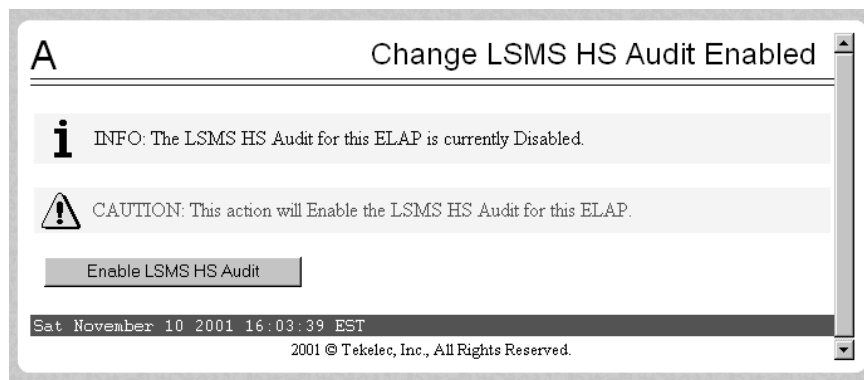 A
Change LSMS HS Audit Enabled
INFO: The LSMS HS Audit for this ELAP is currently Disabled.
CAUTION: This action will Enable the LSMS HS Audit for this ELAP.
Enable LSMS HS Audit
Sat November 10 2001 16:03:39 EST
2001 © Tekelec, Inc., All Rights Reserved.